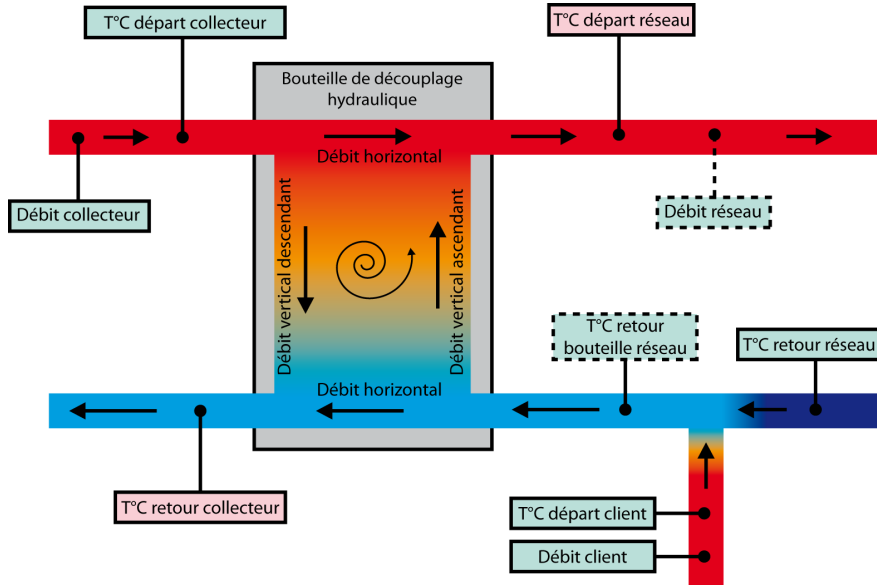 T°C départ collecteur
T°C départ réseau
Bouteille de découplage
hydraulique
Débit horizontal
Débit collecteur
Débit réseau
Débit vertical descendant
Débit vertical ascendant
T°C retour
bouteille réseau
T°C retour réseau
Débit horizontal
T°C retour collecteur
T°C départ client
Débit client